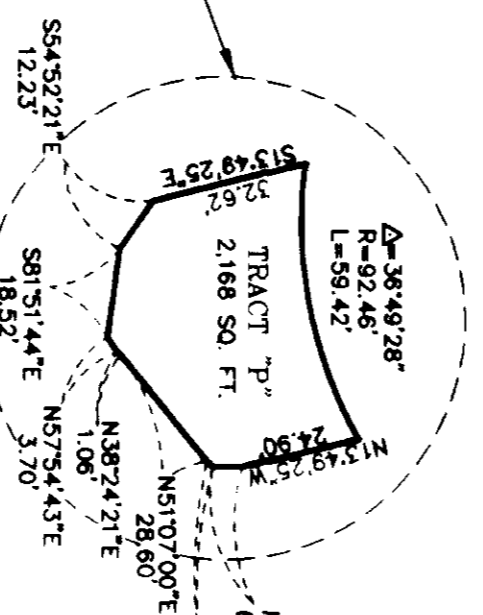 Δ=36°49'28"
R=92.46'
L=59.42'
S13°49'25"E
32.62'
TRACT "P"
2,168 SQ. FT.
24.90'
N13°49'25"W
S54°52'21"E
12.23'
S81°51'44"E
18.52'
N57°54'43"E
3.70'
N38°24'21"E
1.06'
N51°07'00"E
28.60'